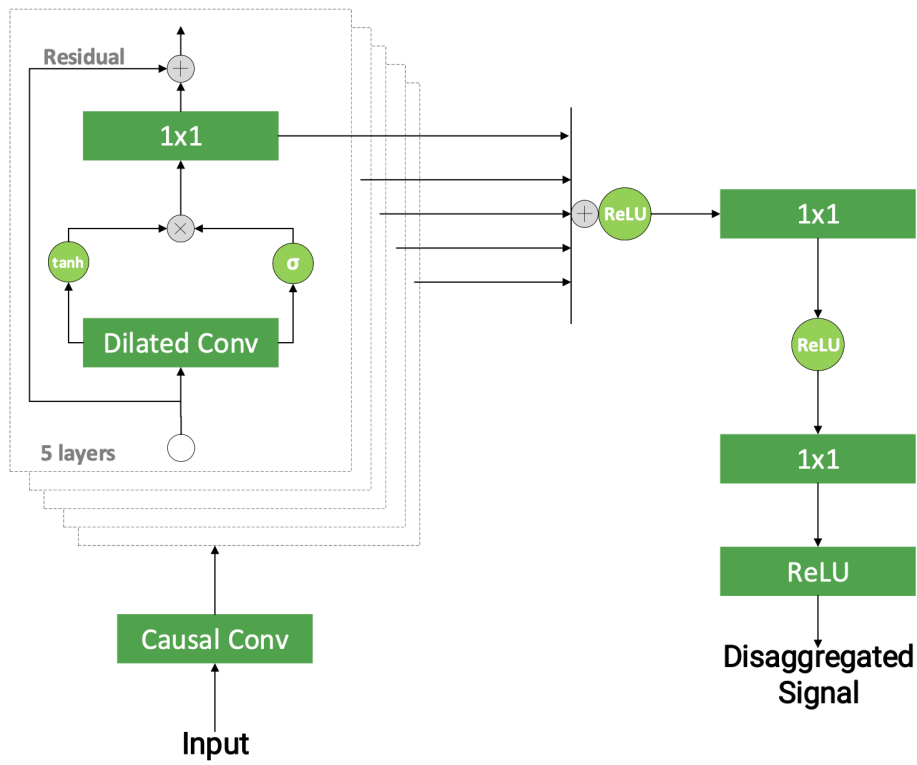 Residual
+
1x1
×
tanh
σ
Dilated Conv
5 layers
Causal Conv
Input
+
ReLU
1x1
ReLU
1x1
ReLU
Disaggregated
Signal